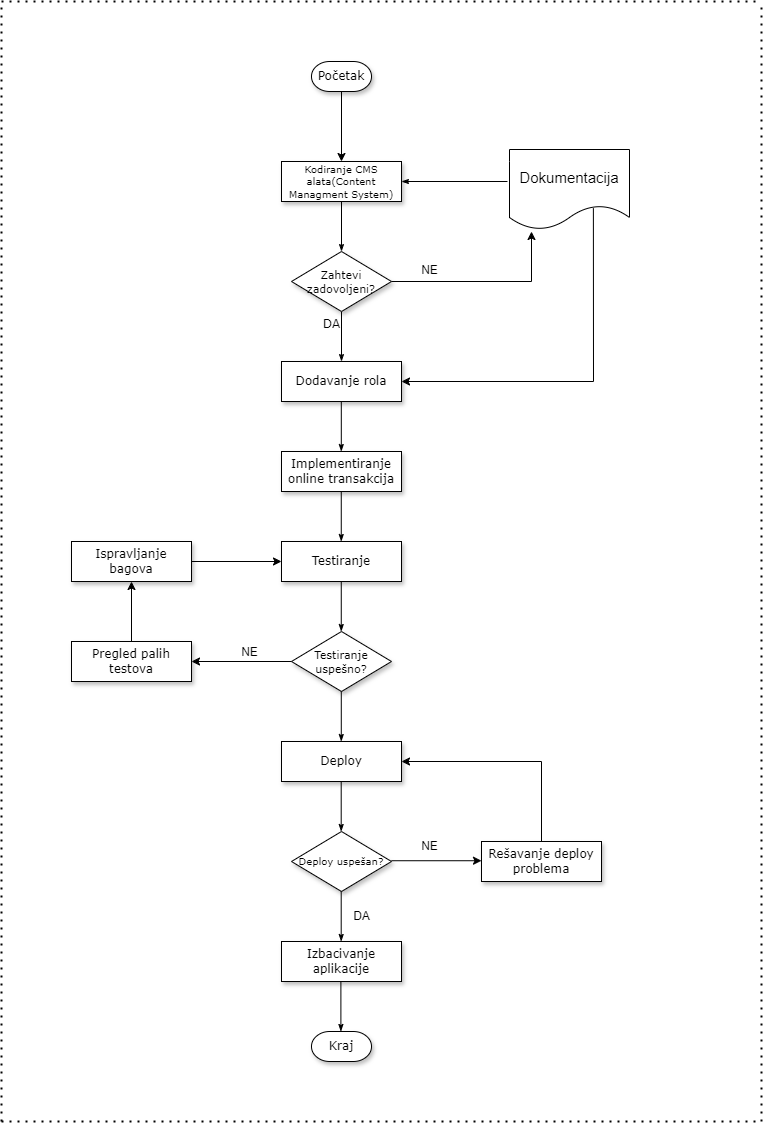 Početak
Kodiranje CMS
alata(Content
Managment System)
Dokumentacija
Zahtevi
zadovoljeni?
NE
DA
Dodavanje rola
Implementiranje
online transakcija
Ispravljanje
bagova
Testiranje
Pregled palih
testova
NE
Testiranje
uspešno?
Deploy
Deploy uspešan?
NE
Rešavanje deploy
problema
DA
Izbacivanje
aplikacije
Kraj